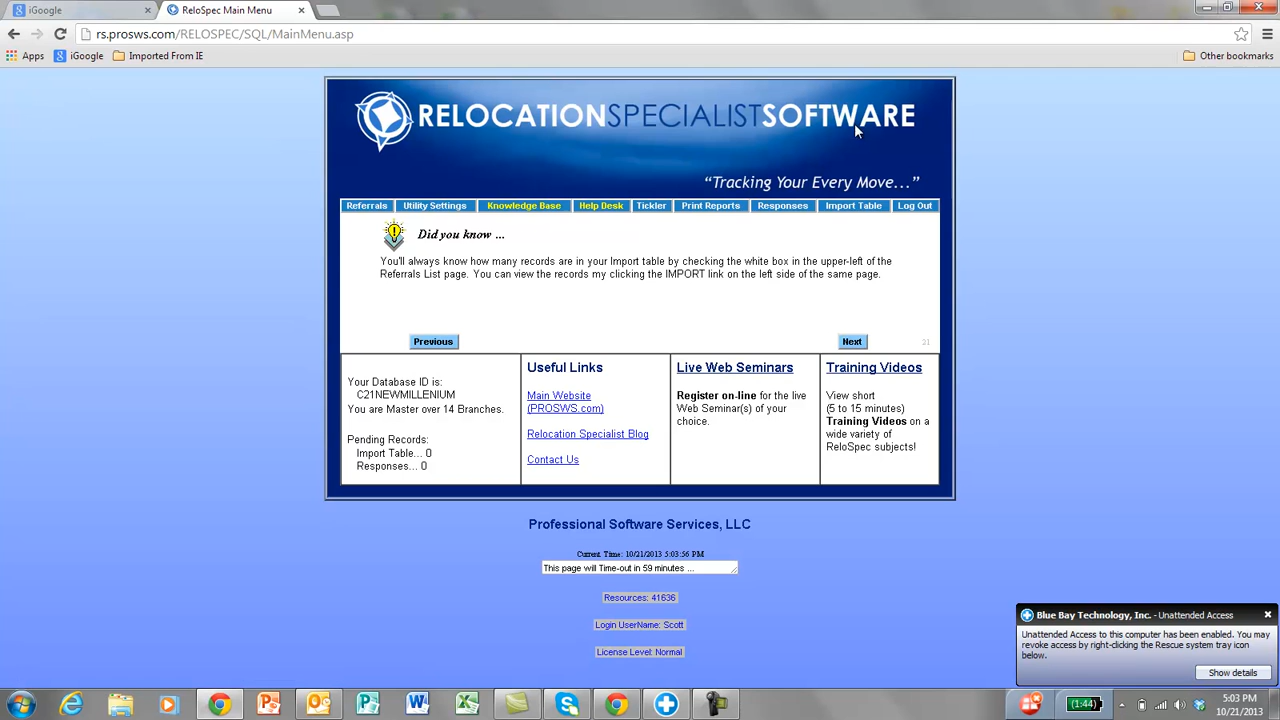 iGoogle
ReloSpec Main Menu
rs.prosws.com/RELOSPEC/SQL/MainMenu.asp
Apps
iGoogle
Imported From IE
Other bookmarks
RELOCATIONSPECIALISTSOFTWARE
“Tracking Your Every Move...”
Referrals Utility Settings Knowledge Base Help Desk Tickler Print Reports Responses Import Table Log Out
Did you know ...
You'll always know how many records are in your Import table by checking the white box in the upper-left of the
Referrals List page. You can view the records my clicking the IMPORT link on the left side of the same page.
Previous
Next
21
Your Database ID is:
C21NEWMILLENIUM
You are Master over 14 Branches.
Pending Records:
Import Table... 0
Responses... 0
Useful Links
Main Website
(PROSWS.com)
Relocation Specialist Blog
Contact Us
Live Web Seminars
Register on-line for the live
Web Seminar(s) of your
choice.
Training Videos
View short
(5 to 15 minutes)
Training Videos on a
wide variety of
ReloSpec subjects!
Professional Software Services, LLC
Current Time: 10/21/2013 5:03:56 PM
This page will Time-out in 59 minutes ...
Resources: 41636
Login UserName: Scott
License Level: Normal
Blue Bay Technology, Inc. - Unattended Access
Unattended Access to this computer has been enabled. You may
revoke access by right-clicking the Rescue system tray icon
below.
Show details
(1:44)
5:03 PM
10/21/2013